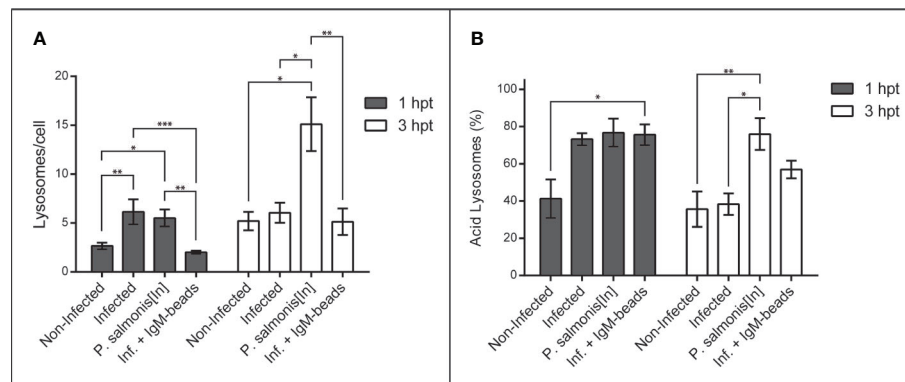 A
Lysosomes/cell
20
15
10
5
0
**
*
***
**
*
*
**
1 hpt
3 hpt
Non-Infected
Infected
P. salmonis[In]
Inf. + IgM-beads
Non-Infected
Infected
P. salmonis[In]
Inf. + IgM-beads
B
Acid Lysosomes (%)
100
80
60
40
20
0
*
**
*
1 hpt
3 hpt
Non-Infected
Infected
P. salmonis[In]
Inf. + IgM-beads
Non-Infected
Infected
P. salmonis[In]
Inf. + IgM-beads